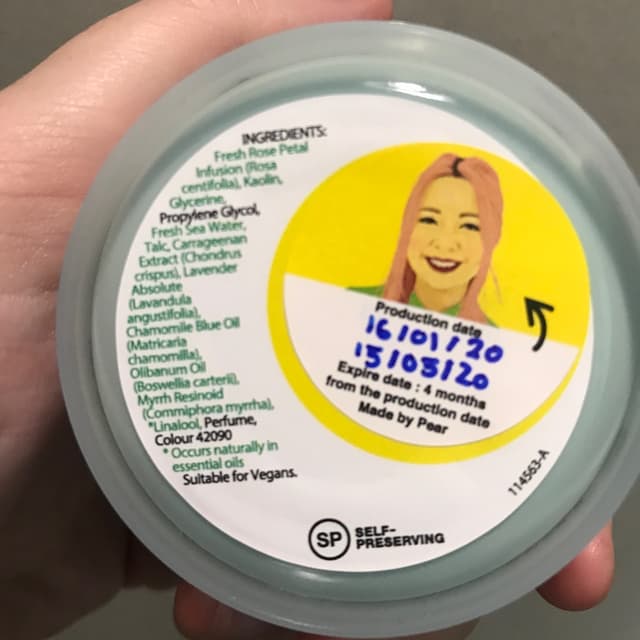 INGREDIENTS:
Fresh Rose Petal
Infusion (Rosa
centifolia), Kaolin,
Glycerine,
Propylene Glycol,
Fresh Sea Water,
Talc, Carrageenan
Extract (Chondrus
crispus), Lavender
Absolute
(Lavandula
angustifolia),
Chamomile Blue Oil
(Matricaria
chamomilla),
Olibanum Oil
(Boswellia carterii),
Myrrh Resinoid
(Commiphora myrrha),
*Linalool, Perfume,
Colour 42090
* Occurs naturally in
essential oils
Suitable for Vegans.
Production date
16/01/20
15/05/20
Expire date : 4 months
from the production date
Made by Pear
114563-A
SP SELF-
PRESERVING